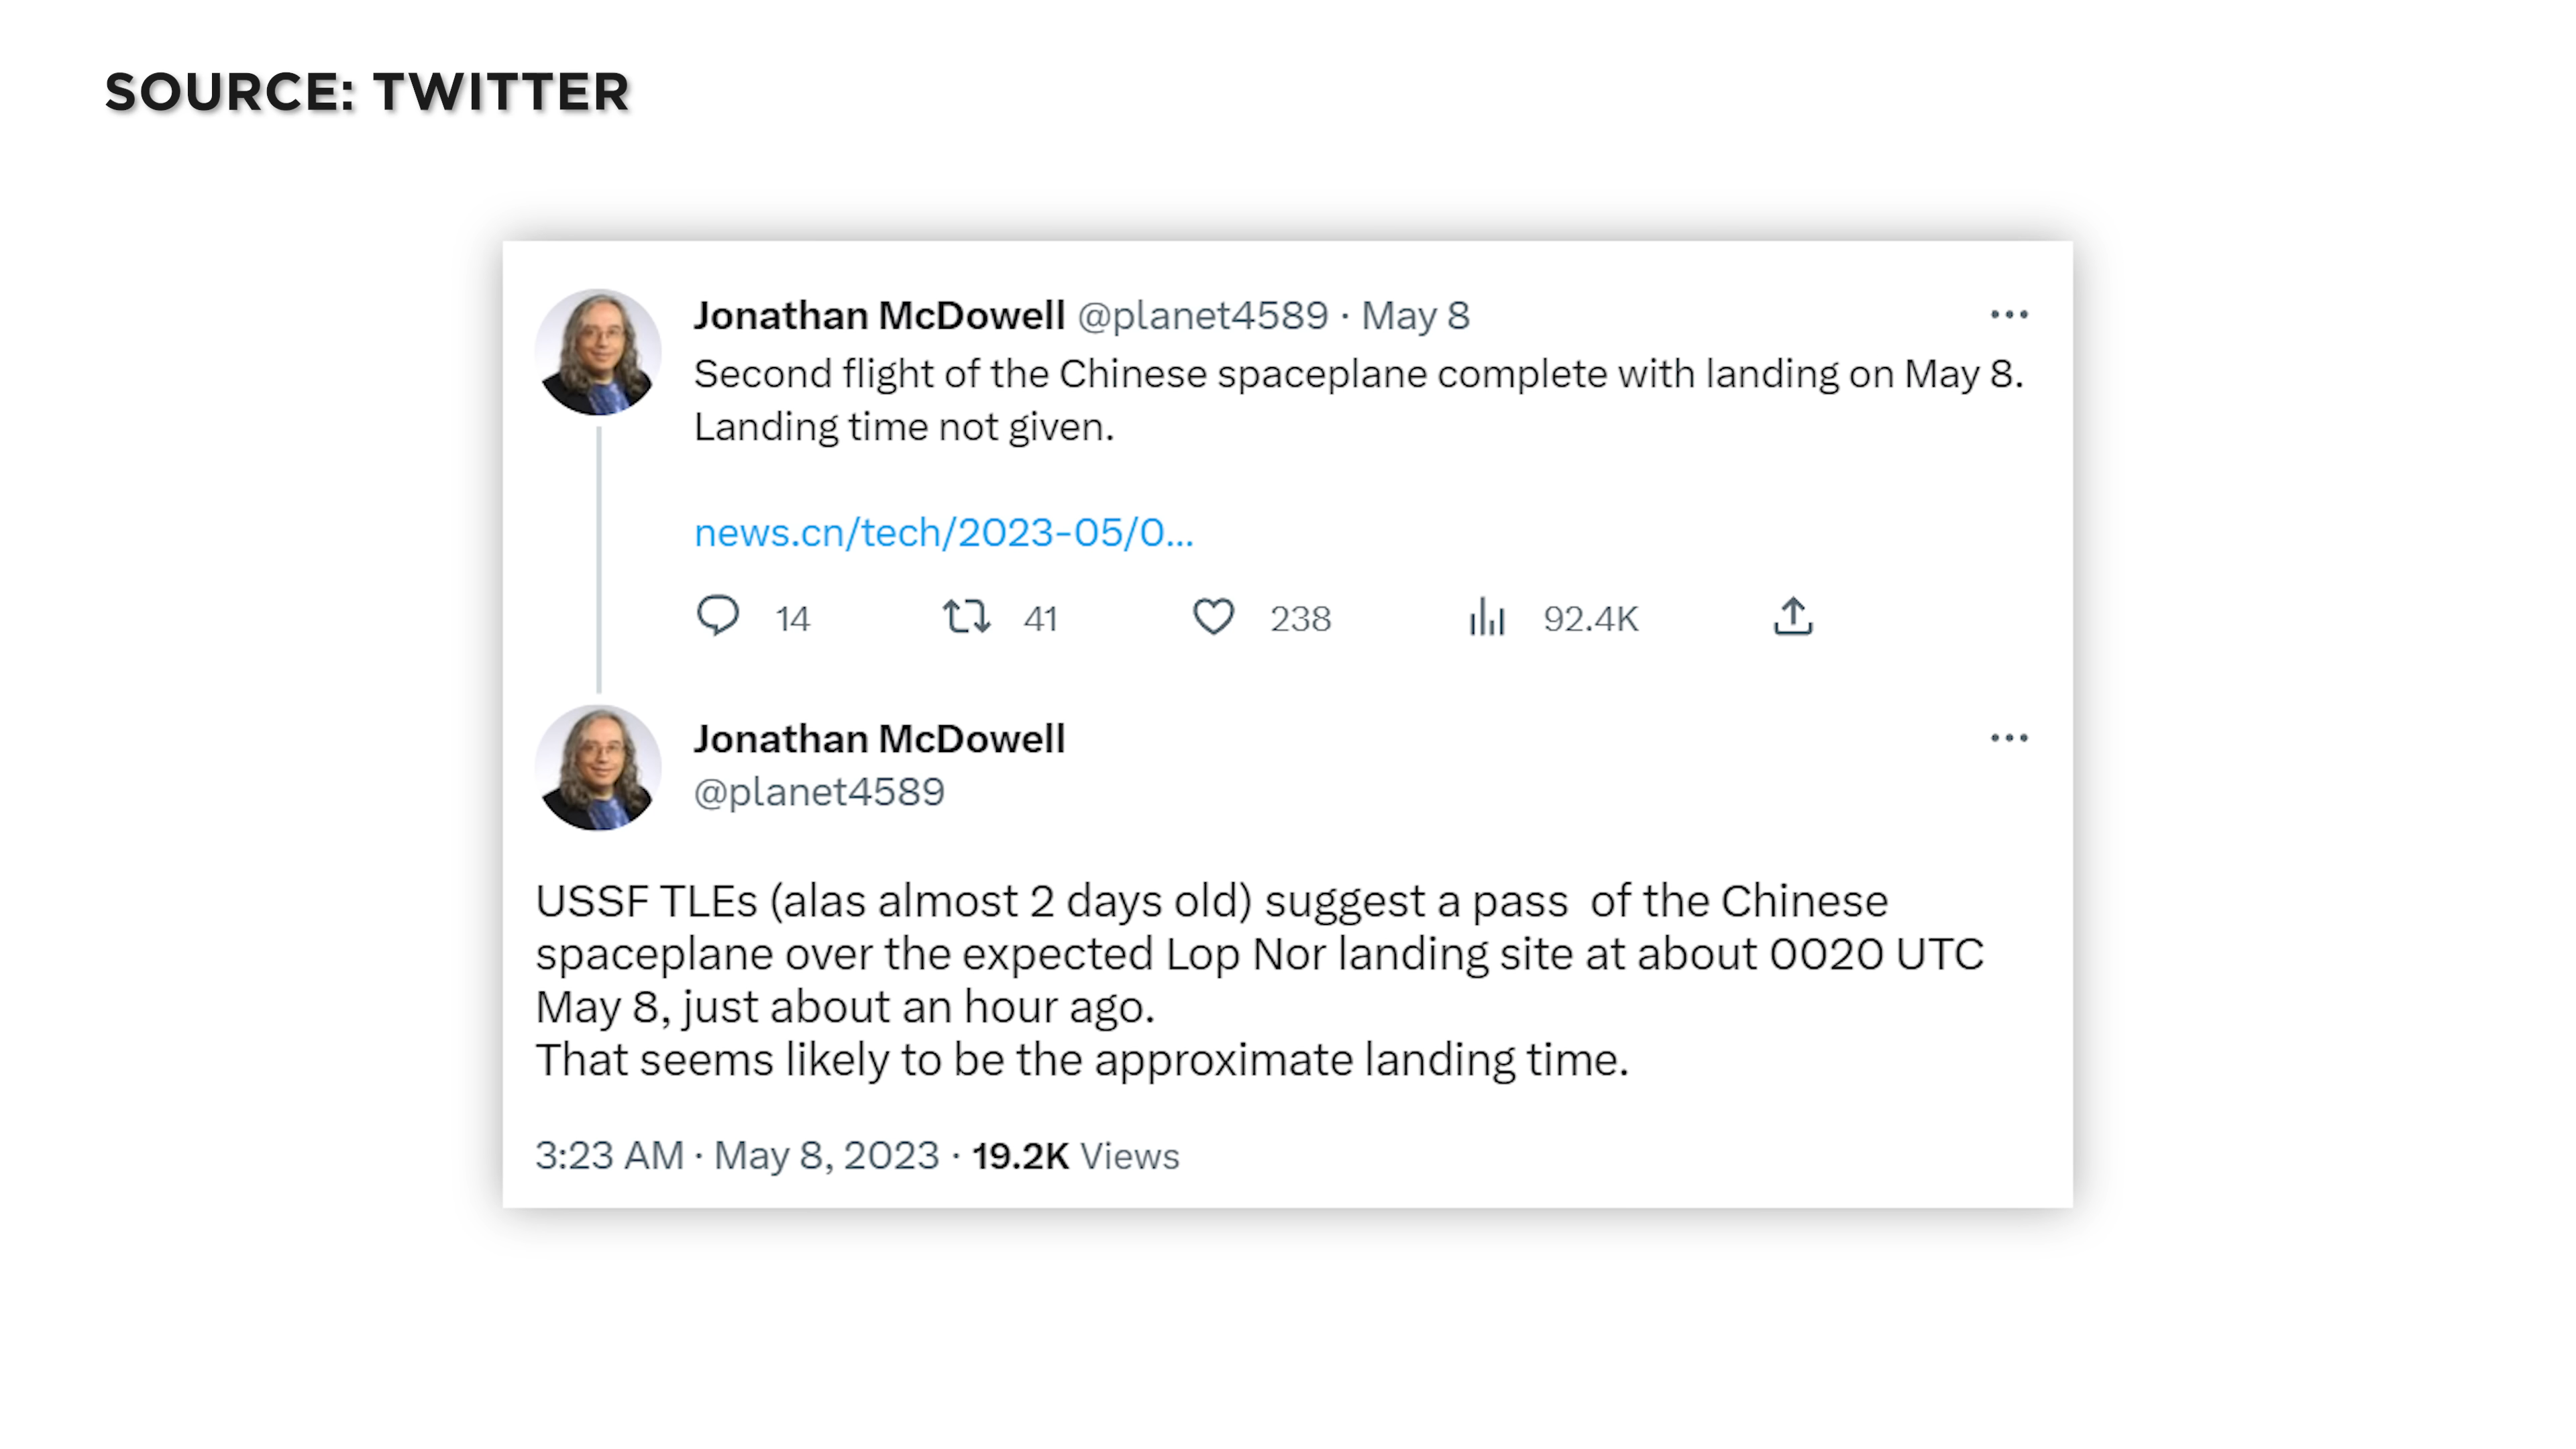 SOURCE: TWITTER
Jonathan McDowell @planet4589 · May 8
Second flight of the Chinese spaceplane complete with landing on May 8.
Landing time not given.
news.cn/tech/2023-05/0...
14 41 238 92.4K
Jonathan McDowell
@planet4589
USSF TLEs (alas almost 2 days old) suggest a pass  of the Chinese
spaceplane over the expected Lop Nor landing site at about 0020 UTC
May 8, just about an hour ago.
That seems likely to be the approximate landing time.
3:23 AM · May 8, 2023 · 19.2K Views